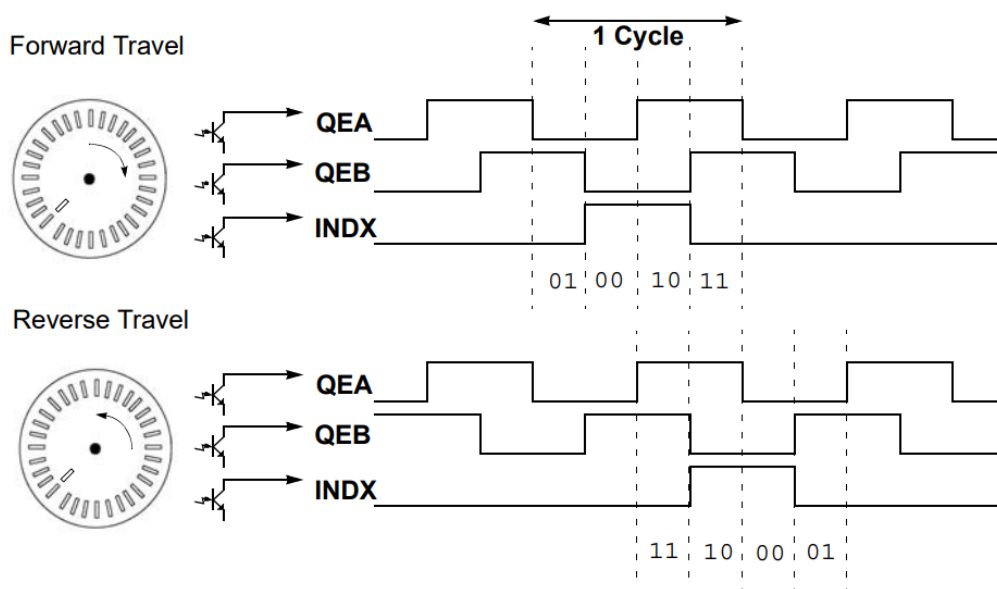 1 Cycle
Forward Travel
QEA
QEB
INDX
01 00 10 11
Reverse Travel
QEA
QEB
INDX
11 10 00 01